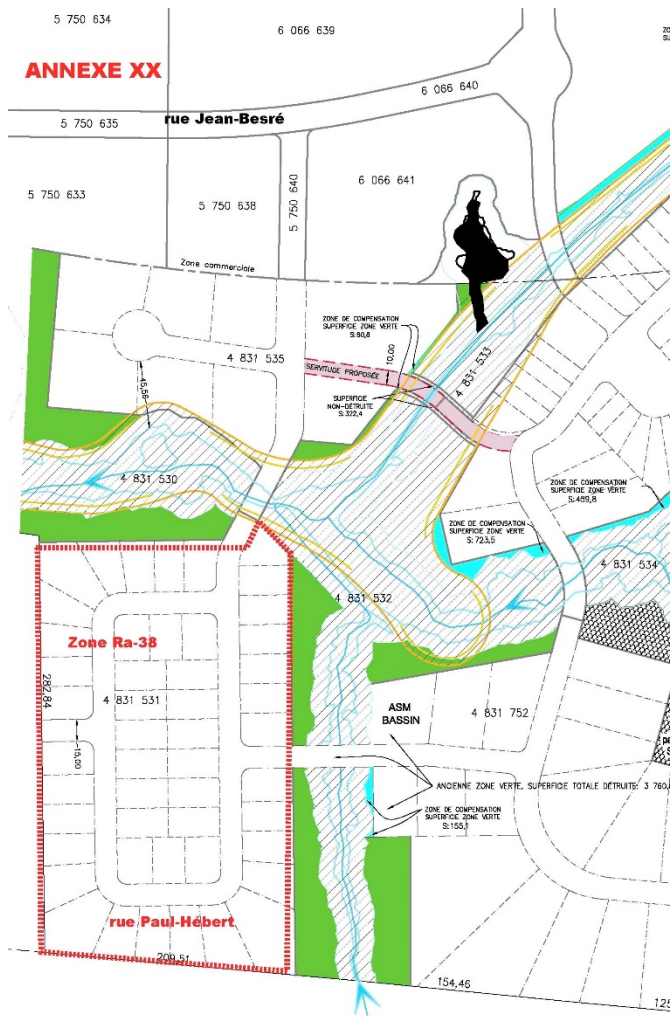 5 750 634
6 066 639
ZO
SU
ANNEXE XX
6 066 640
rue Jean-Besré
5 750 635
5 750 633
5 750 638
5 750 640
6 066 641
Zone commerciale
ZONE DE COMPENSATION
SUPERFICIE ZONE VERTE
S:60,8
4 831 535
SERVITUDE PROPOSÉE
10,00
4 831 533
SUPERFICIE
NON-DÉTRUITE
S:322,4
45,56
4 831 530
ZONE DE COMPENSATION
SUPERFICIE ZONE VERTE
S:469,8
ZONE DE COMPENSATION
SUPERFICIE ZONE VERTE
S:723,5
4 831 534
4 831 532
Zone Ra-38
282,84
4 831 531
15,00
ASM
BASSIN
4 831 752
ANCIENNE ZONE VERTE, SUPERFICIE TOTALE DÉTRUITE: 3 760,
ZONE DE COMPENSATION
SUPERFICIE ZONE VERTE
S:155,1
rue Paul-Hébert
209,51
154,46
125